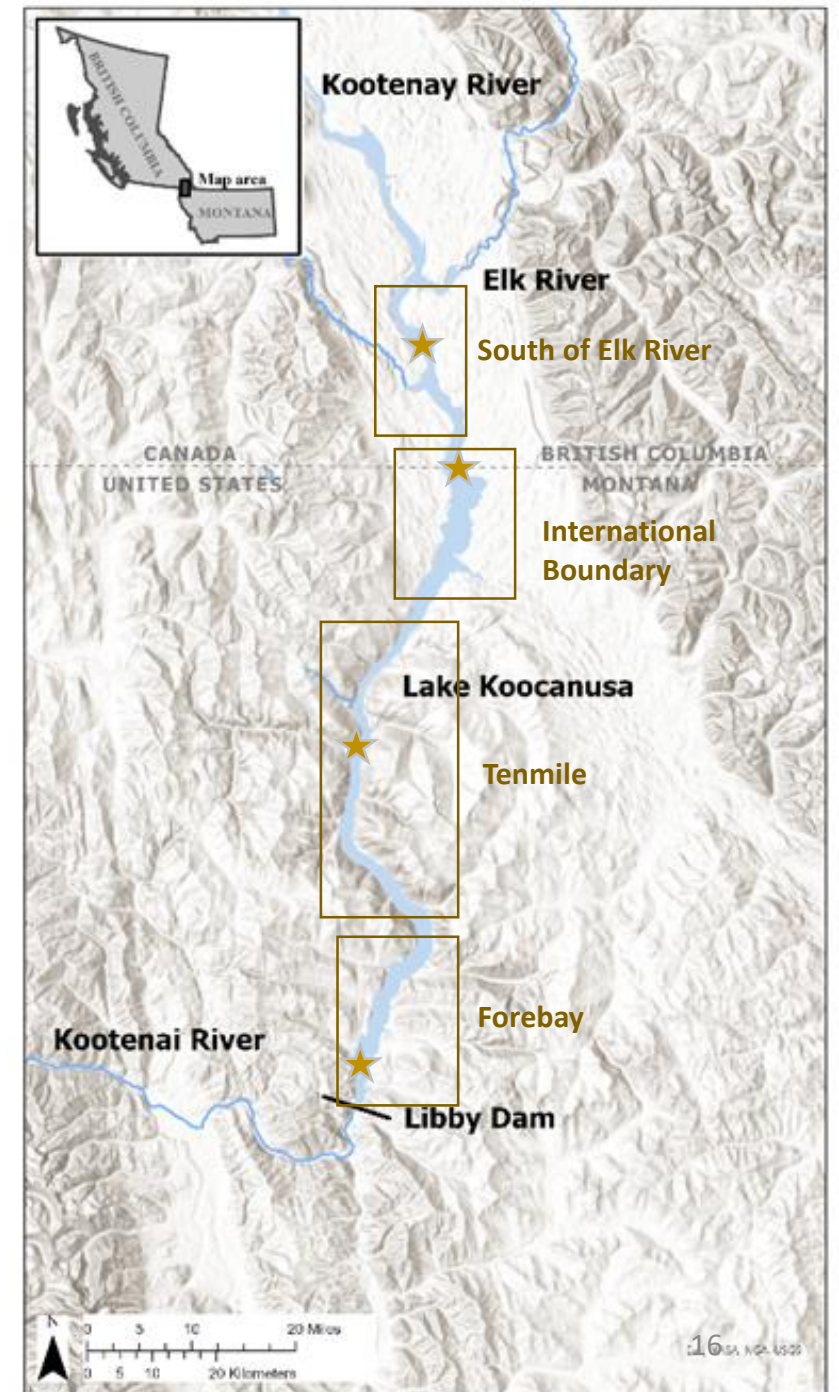 BRITISH COLUMBIA
Map area
MONTANA
Kootenay River
Elk River
South of Elk River
CANADA
BRITISH COLUMBIA
UNITED STATES
MONTANA
International
Boundary
Lake Koocanusa
Tenmile
Forebay
Kootenai River
Libby Dam
N
0 5 10 20 Miles
0 5 10 20 Kilometers
16
NGA, USGS